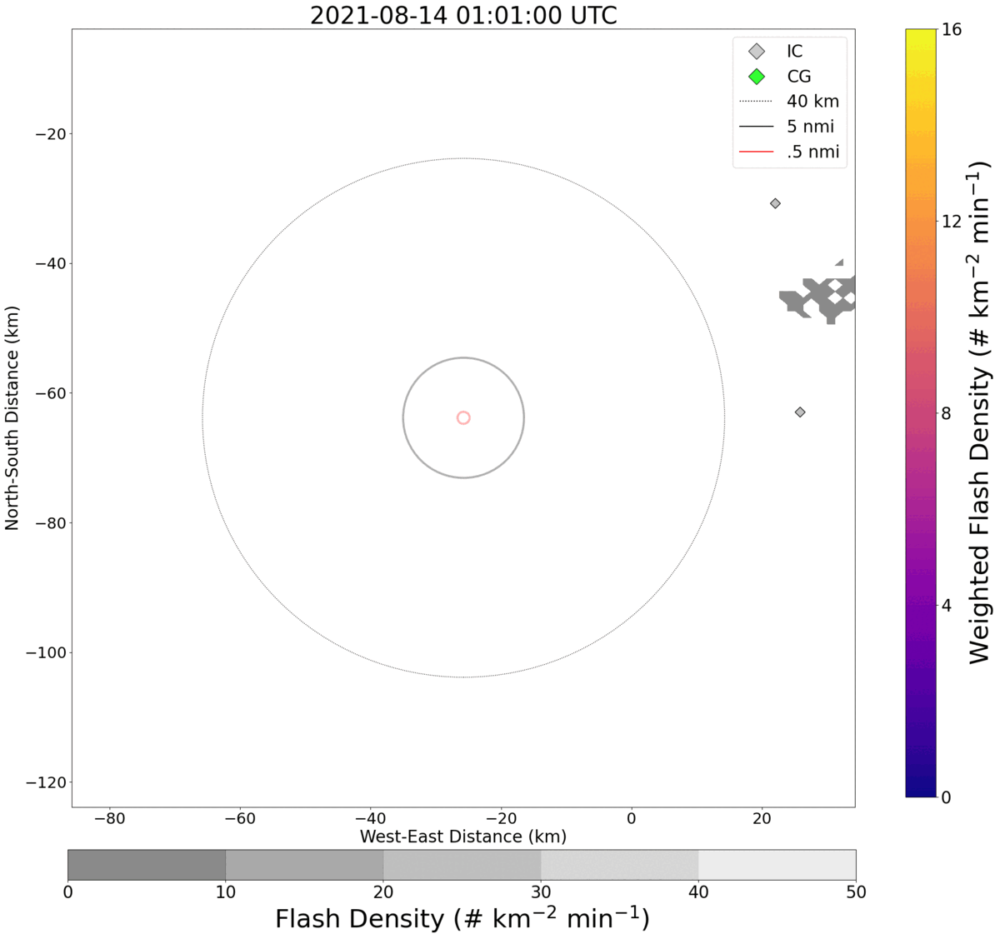 2021-08-14 01:01:00 UTC
IC
CG
40 km
5 nmi
.5 nmi
−20
−40
−60
−80
−100
−120
North-South Distance (km)
−80 −60 −40 −20 0 20
West-East Distance (km)
16
12
8
4
0
Weighted Flash Density (# km⁻² min⁻¹)
0 10 20 30 40 50
Flash Density (# km⁻² min⁻¹)